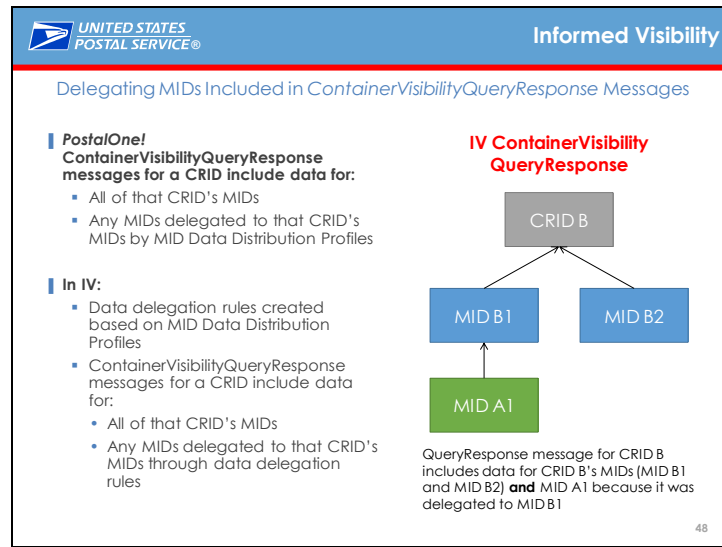 UNITED STATES
POSTAL SERVICE®
Informed Visibility
Delegating MIDs Included in ContainerVisibilityQueryResponse Messages
PostalOne!
ContainerVisibilityQueryResponse
messages for a CRID include data for:
▪ All of that CRID's MIDs
▪ Any MIDs delegated to that CRID's
MIDs by MID Data Distribution Profiles
In IV:
▪ Data delegation rules created
based on MID Data Distribution
Profiles
▪ ContainerVisibilityQueryResponse
messages for a CRID include data
for:
• All of that CRID's MIDs
• Any MIDs delegated to that CRID's
MIDs through data delegation
rules
IV ContainerVisibility
QueryResponse
CRID B
MID B1
MID B2
MID A1
QueryResponse message for CRID B
includes data for CRID B's MIDs (MID B1
and MID B2) and MID A1 because it was
delegated to MID B1
48